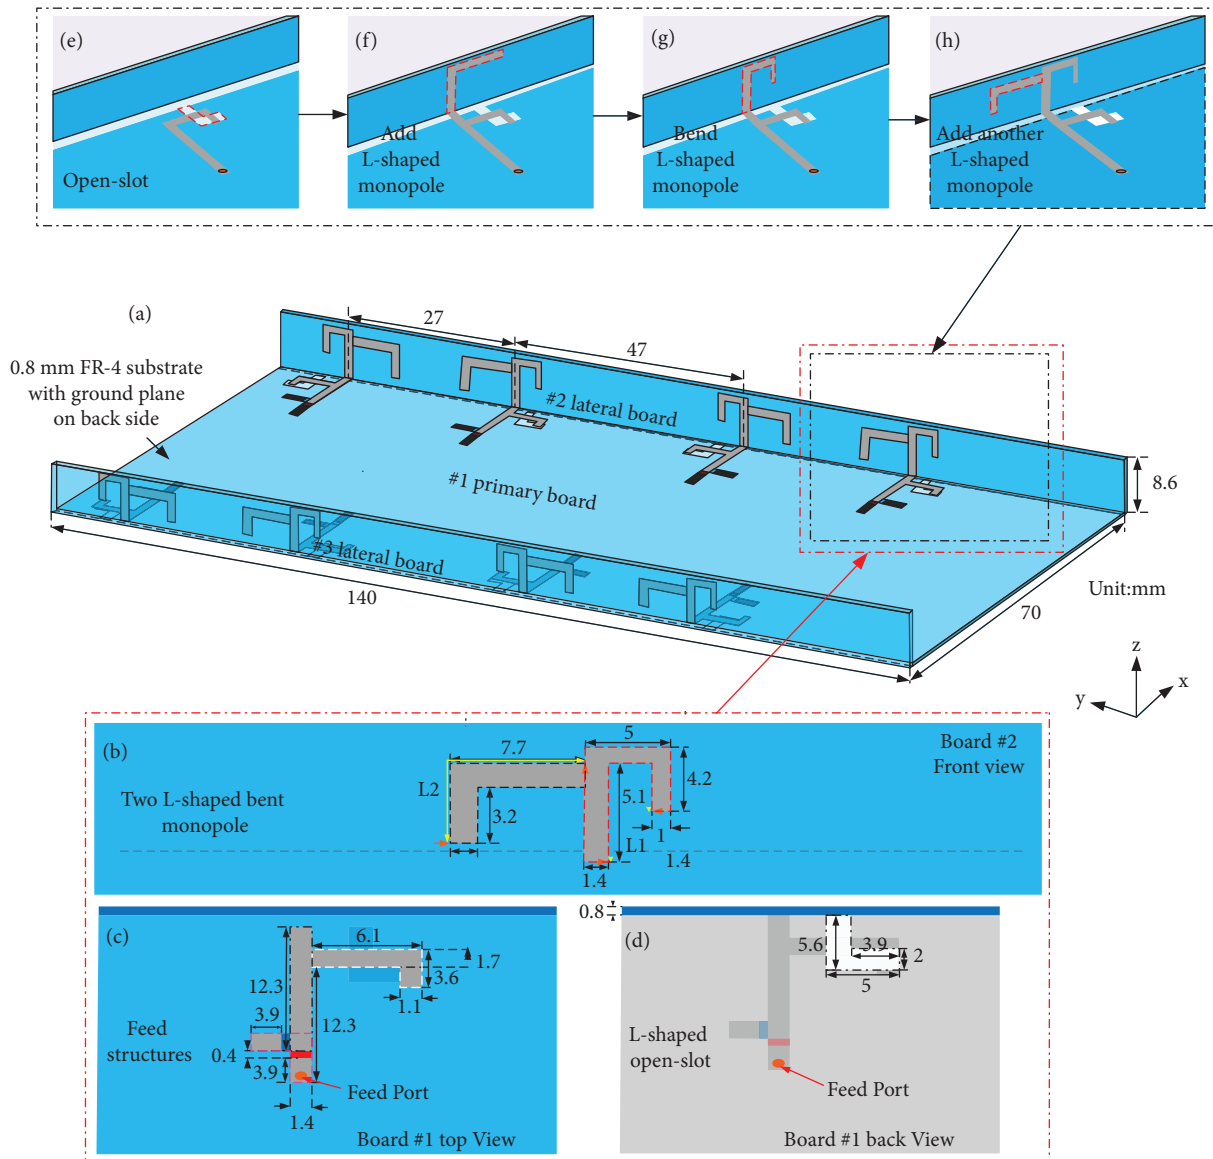 (e)
Open-slot
(f)
Add
L-shaped
monopole
(g)
Bend
L-shaped
monopole
(h)
Add another
L-shaped
monopole
(a)
0.8 mm FR-4 substrate
with ground plane
on back side
27
47
#2 lateral board
#1 primary board
#3 lateral board
8.6
140
70
Unit:mm
z
y
x
(b)
Board #2
Front view
Two L-shaped bent
monopole
7.7
5
L2
3.2
5.1
4.2
L1
1
1.4
1.4
(c)
6.1
1.7
3.6
1.1
12.3
12.3
3.9
0.4
3.9
1.4
Feed
structures
Feed Port
Board #1 top View
0.8
(d)
5.6
3.9
2
5
L-shaped
open-slot
Feed Port
Board #1 back View